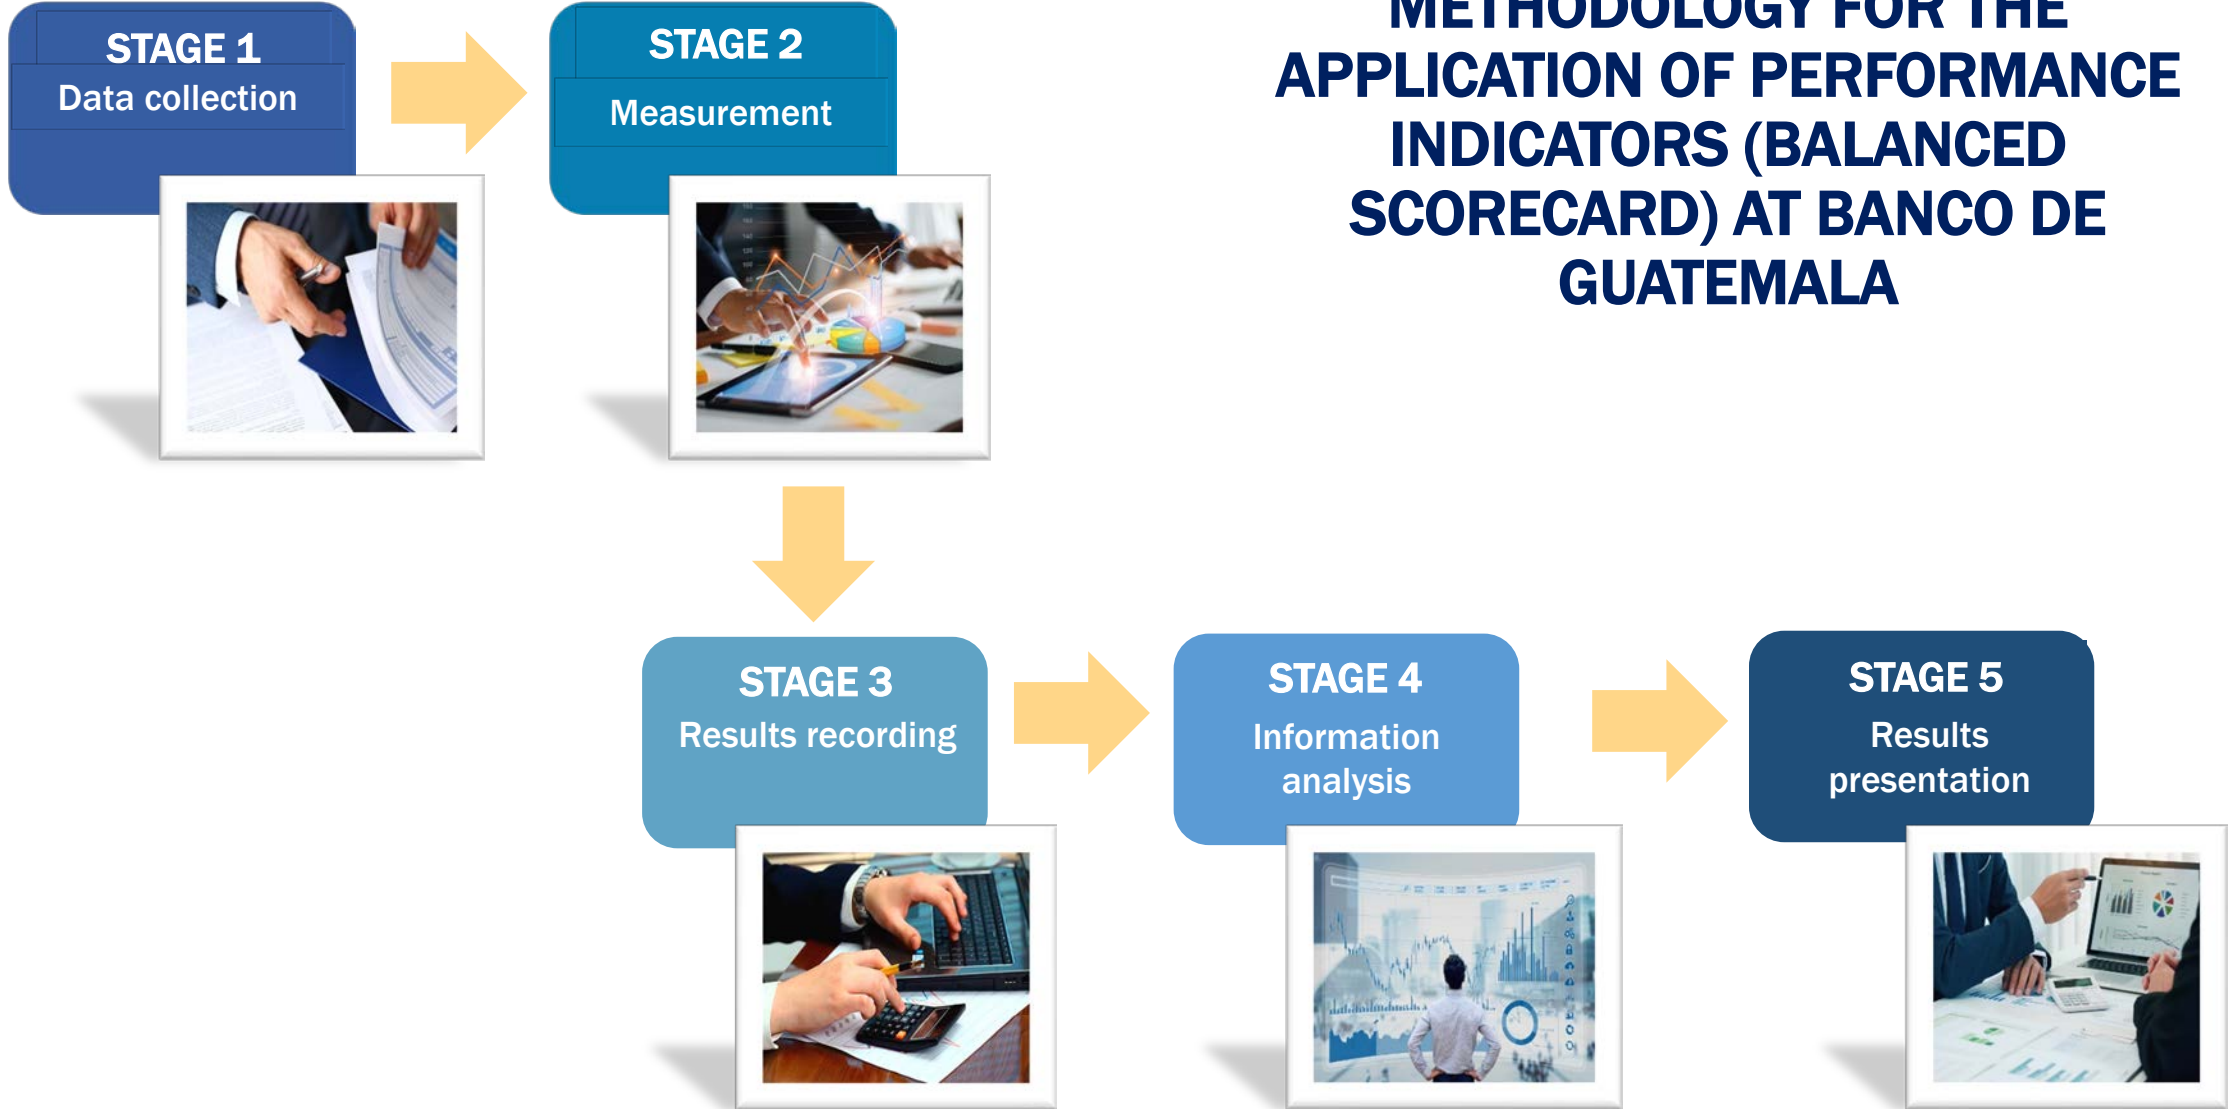 METHODOLOGY FOR THE
APPLICATION OF PERFORMANCE
INDICATORS (BALANCED
SCORECARD) AT BANCO DE
GUATEMALA
STAGE 1
Data collection
STAGE 2
Measurement
STAGE 3
Results recording
STAGE 4
Information
analysis
STAGE 5
Results
presentation